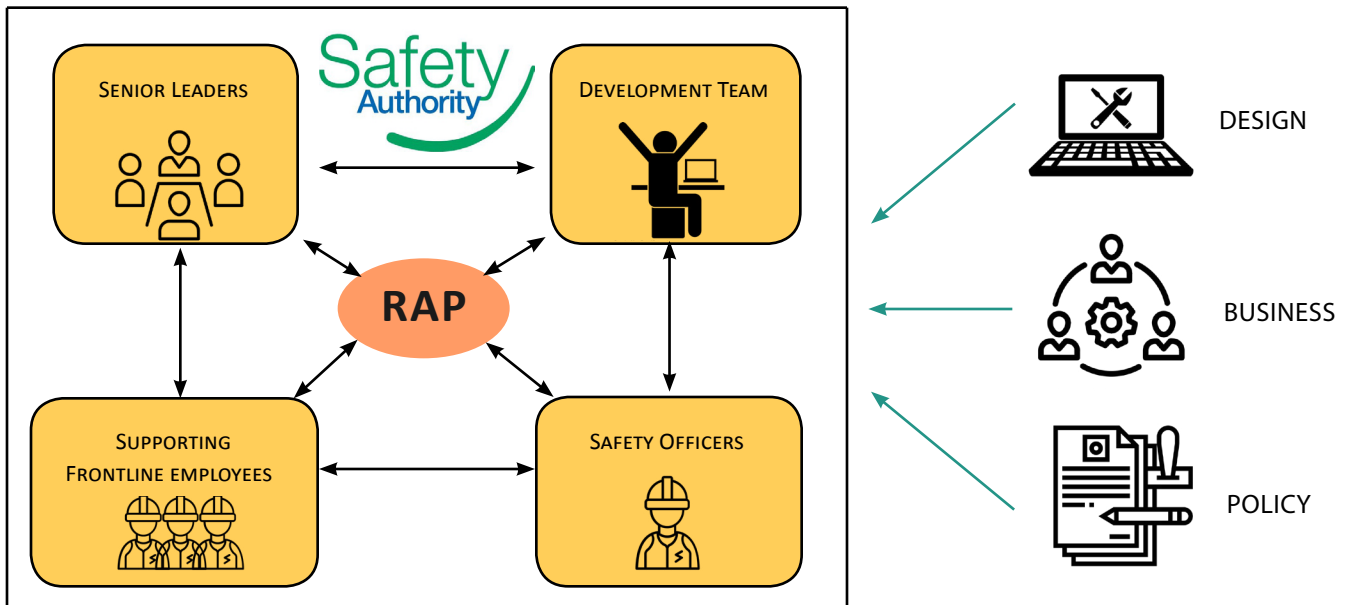 SENIOR LEADERS
Safety
Authority
DEVELOPMENT TEAM
DESIGN
RAP
BUSINESS
SUPPORTING
FRONTLINE EMPLOYEES
SAFETY OFFICERS
POLICY